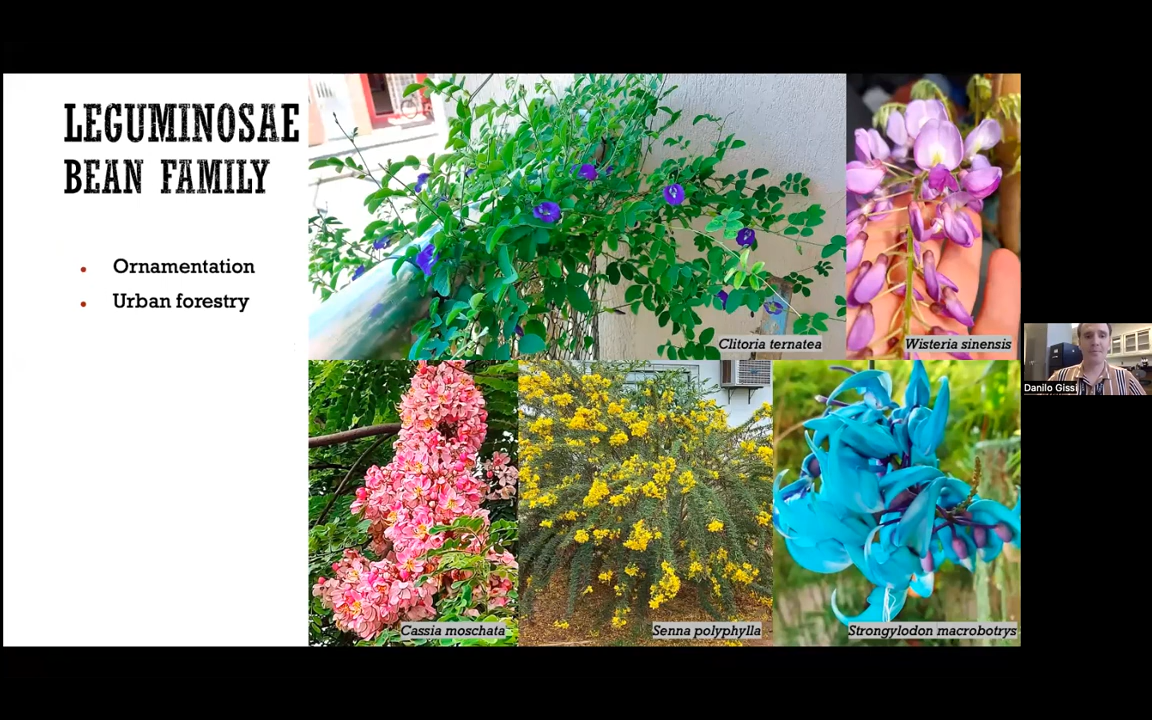 LEGUMINOSAE
BEAN FAMILY
• Ornamentation
• Urban forestry
Clitoria ternatea
Wisteria sinensis
Danilo Gissi
Cassia moschata
Senna polyphylla
Strongylodon macrobotrys